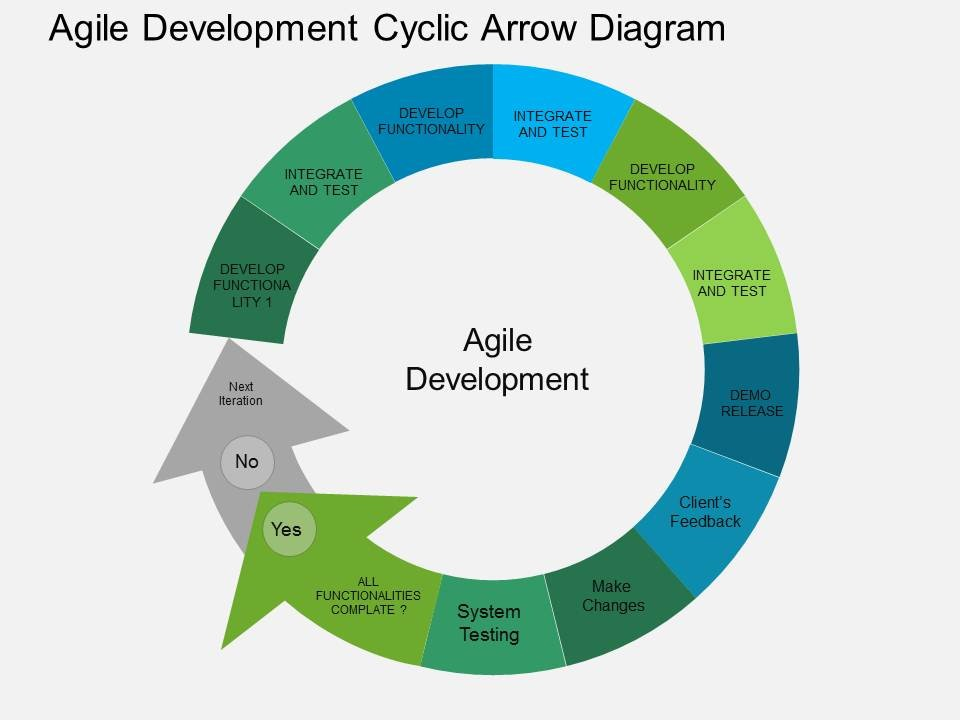 Agile Development Cyclic Arrow Diagram
DEVELOP
FUNCTIONALITY
INTEGRATE
AND TEST
DEVELOP
FUNCTIONALITY
INTEGRATE
AND TEST
DEMO
RELEASE
Client's
Feedback
Make
Changes
System
Testing
ALL
FUNCTIONALITIES
COMPLATE ?
Yes
No
Next
Iteration
DEVELOP
FUNCTIONA
LITY 1
INTEGRATE
AND TEST
Agile
Development